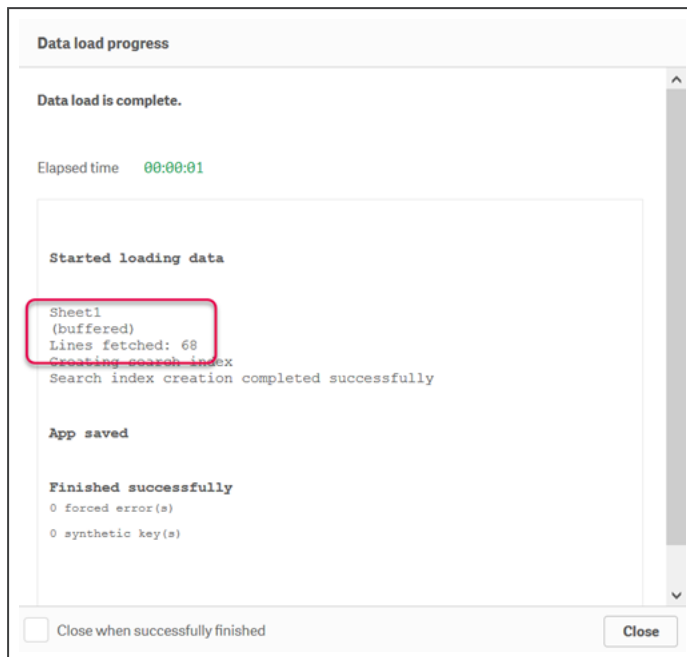 Data load progress
Data load is complete.
Elapsed time 00:00:01
Started loading data
Sheet1
(buffered)
Lines fetched: 68
Creating search index
Search index creation completed successfully
App saved
Finished successfully
0 forced error(s)
0 synthetic key(s)
Close when successfully finished
Close